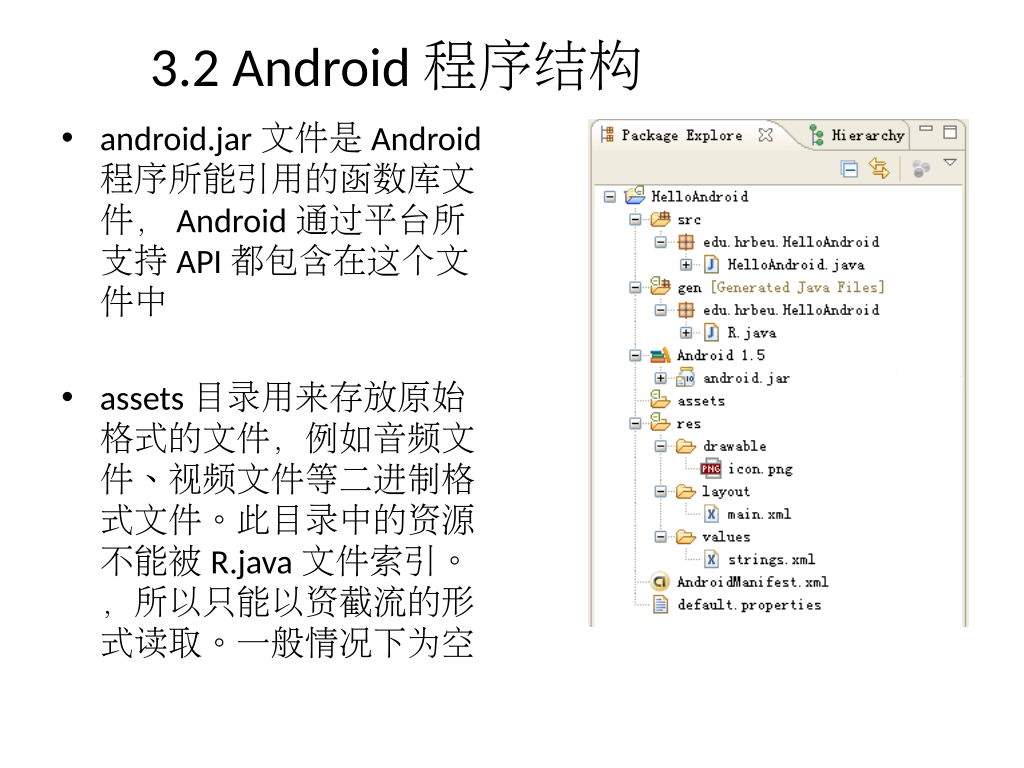 3.2 Android 程序结构
• android.jar 文件是 Android
程序所能引用的函数库文
件， Android 通过平台所
支持 API 都包含在这个文
件中
• assets 目录用来存放原始
格式的文件，例如音频文
件、视频文件等二进制格
式文件。此目录中的资源
不能被 R.java 文件索引。
，所以只能以资截流的形
式读取。一般情况下为空
Package Explore
Hierarchy
HelloAndroid
src
edu.hrbeu.HelloAndroid
HelloAndroid.java
gen [Generated Java Files]
edu.hrbeu.HelloAndroid
R.java
Android 1.5
android.jar
assets
res
drawable
icon.png
layout
main.xml
values
strings.xml
AndroidManifest.xml
default.properties